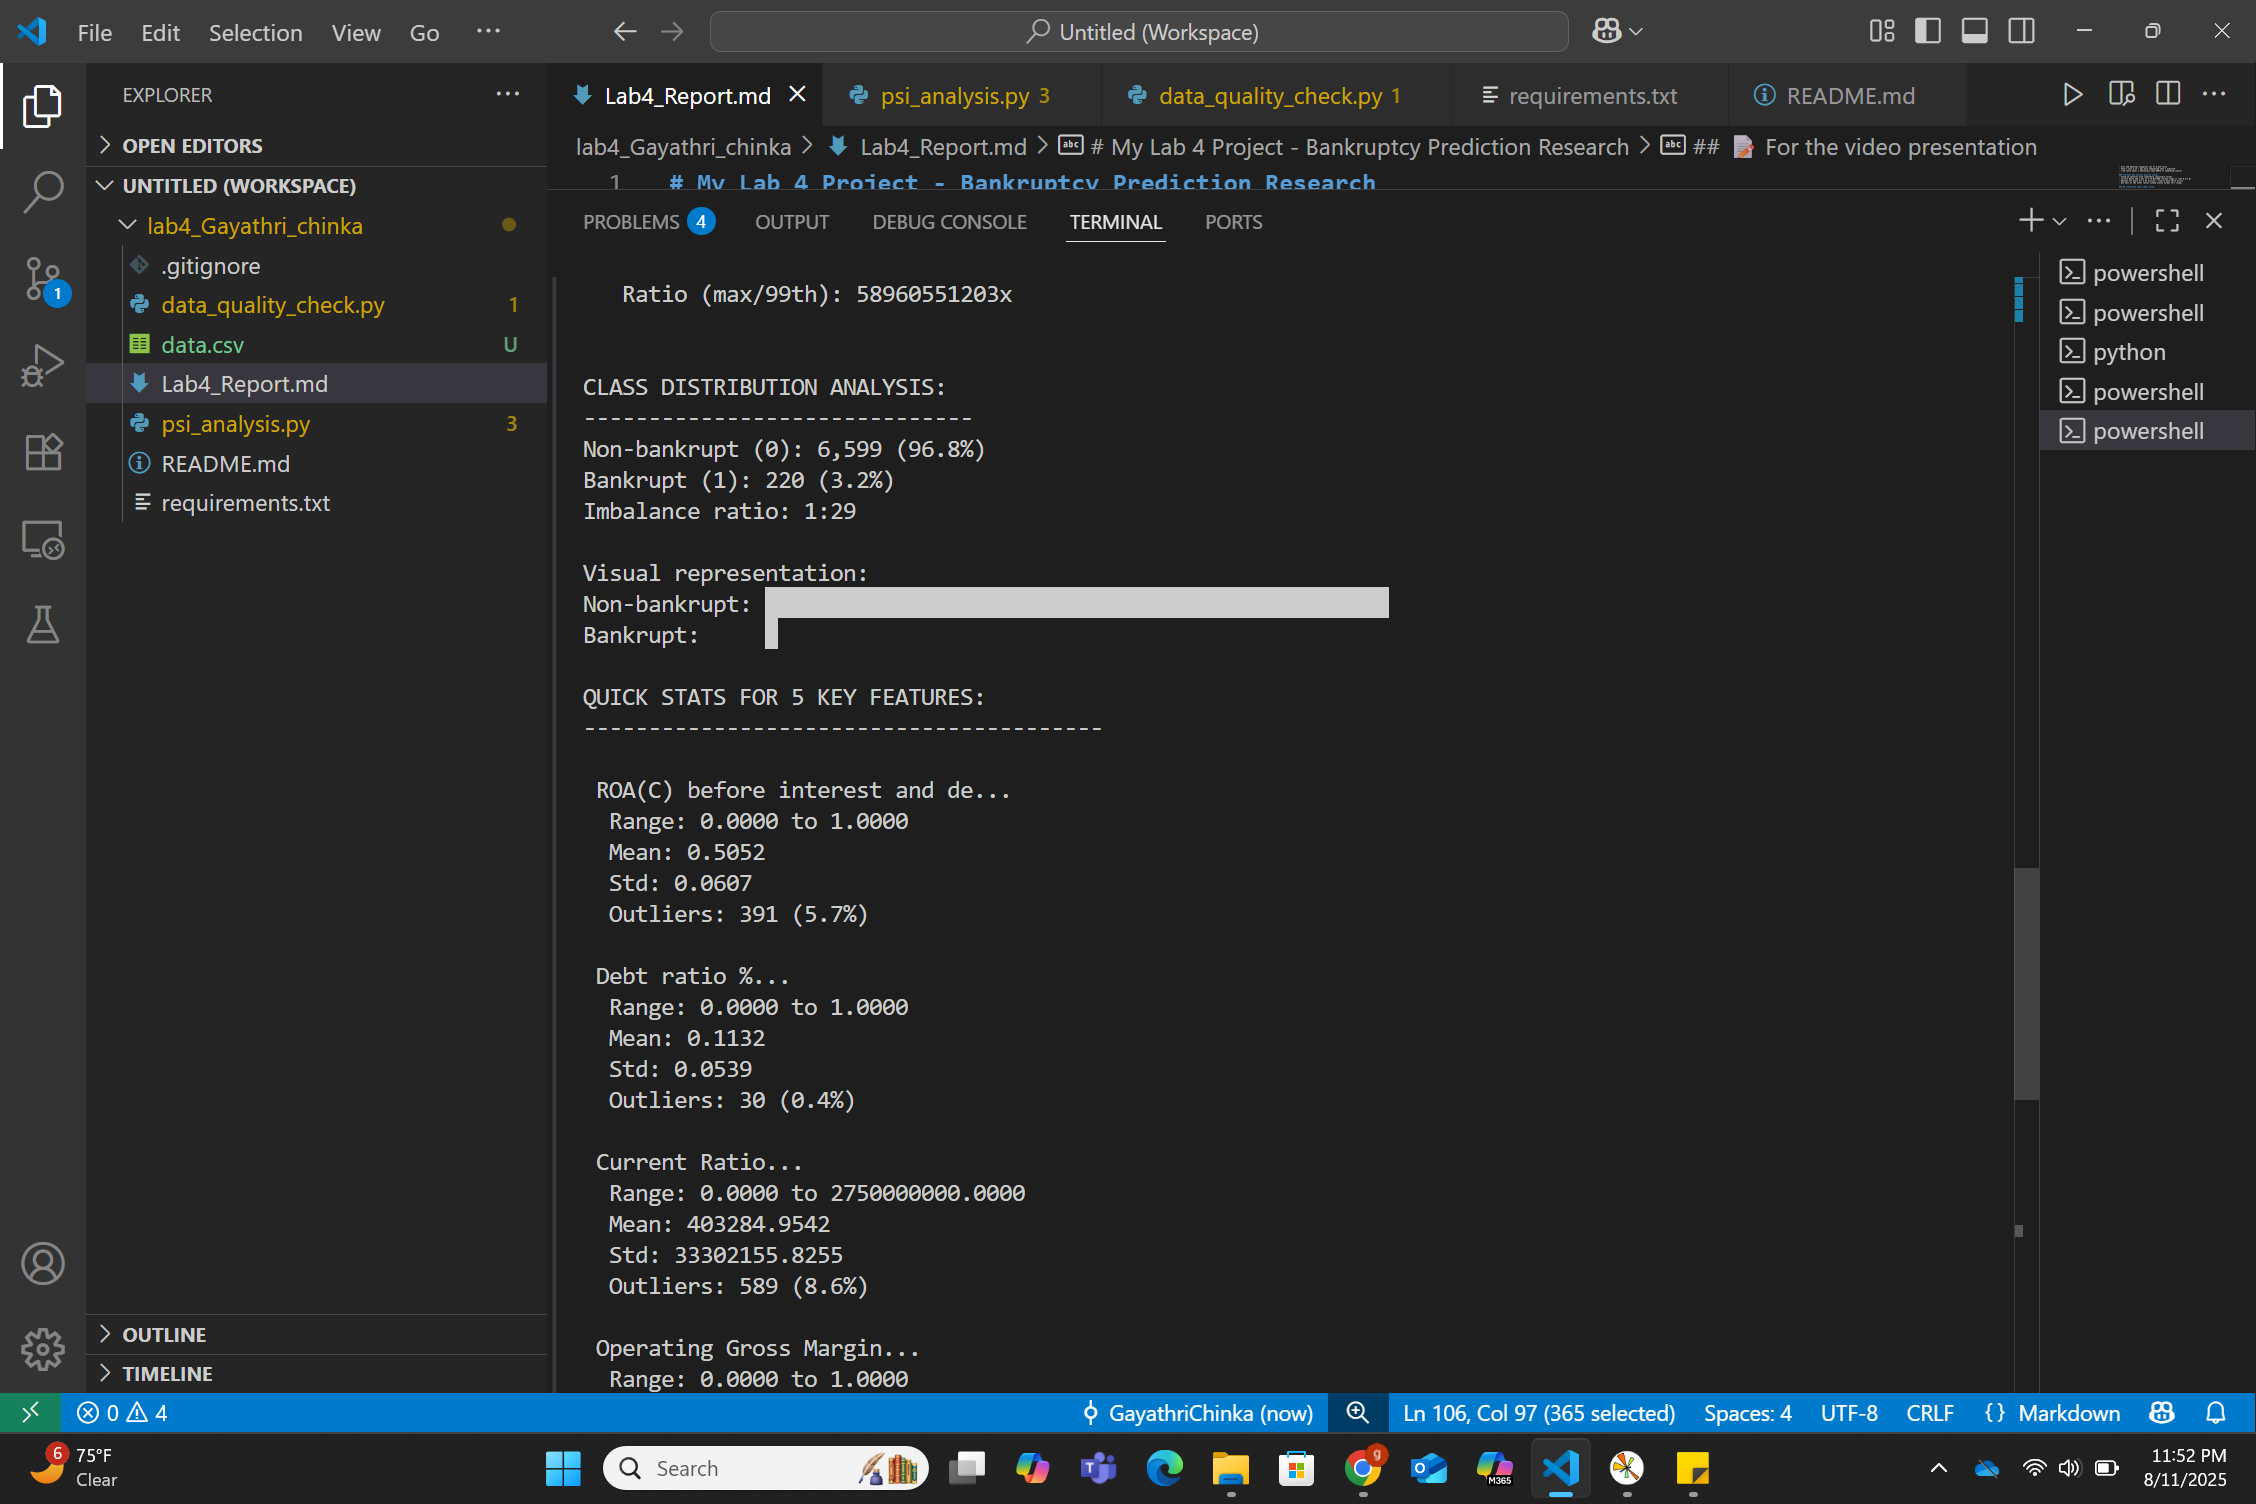 File Edit Selection View Go ··· Untitled (Workspace)
EXPLORER ···
OPEN EDITORS
UNTITLED (WORKSPACE)
lab4_Gayathri_chinka
.gitignore
data_quality_check.py 1
data.csv U
Lab4_Report.md
psi_analysis.py 3
README.md
requirements.txt
OUTLINE
TIMELINE
1
Lab4_Report.md psi_analysis.py 3 data_quality_check.py 1 requirements.txt README.md
lab4_Gayathri_chinka > Lab4_Report.md > abc # My Lab 4 Project - Bankruptcy Prediction Research > abc ## For the video presentation
1 # My Lab 4 Project - Bankruptcy Prediction Research
PROBLEMS 4 OUTPUT DEBUG CONSOLE TERMINAL PORTS
Ratio (max/99th): 58960551203x
CLASS DISTRIBUTION ANALYSIS:
------------------------------
Non-bankrupt (0): 6,599 (96.8%)
Bankrupt (1): 220 (3.2%)
Imbalance ratio: 1:29
Visual representation:
Non-bankrupt:
Bankrupt:
QUICK STATS FOR 5 KEY FEATURES:
----------------------------------------
ROA(C) before interest and de...
Range: 0.0000 to 1.0000
Mean: 0.5052
Std: 0.0607
Outliers: 391 (5.7%)
Debt ratio %...
Range: 0.0000 to 1.0000
Mean: 0.1132
Std: 0.0539
Outliers: 30 (0.4%)
Current Ratio...
Range: 0.0000 to 2750000000.0000
Mean: 403284.9542
Std: 33302155.8255
Outliers: 589 (8.6%)
Operating Gross Margin...
Range: 0.0000 to 1.0000
powershell
powershell
python
powershell
powershell
0 4 GayathriChinka (now) Ln 106, Col 97 (365 selected) Spaces: 4 UTF-8 CRLF {} Markdown
6 75°F
Clear
Search
M365
g
11:52 PM
8/11/2025